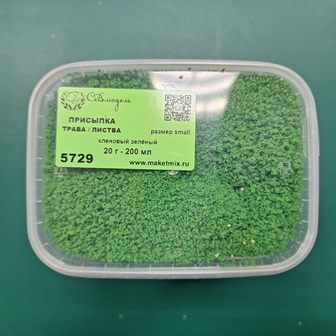 СВмодель
ПРИСЫПКА
ТРАВА / ЛИСТВА
размер small
кленовый зелёный
20 г - 200 мл
5729
www.maketmix.ru